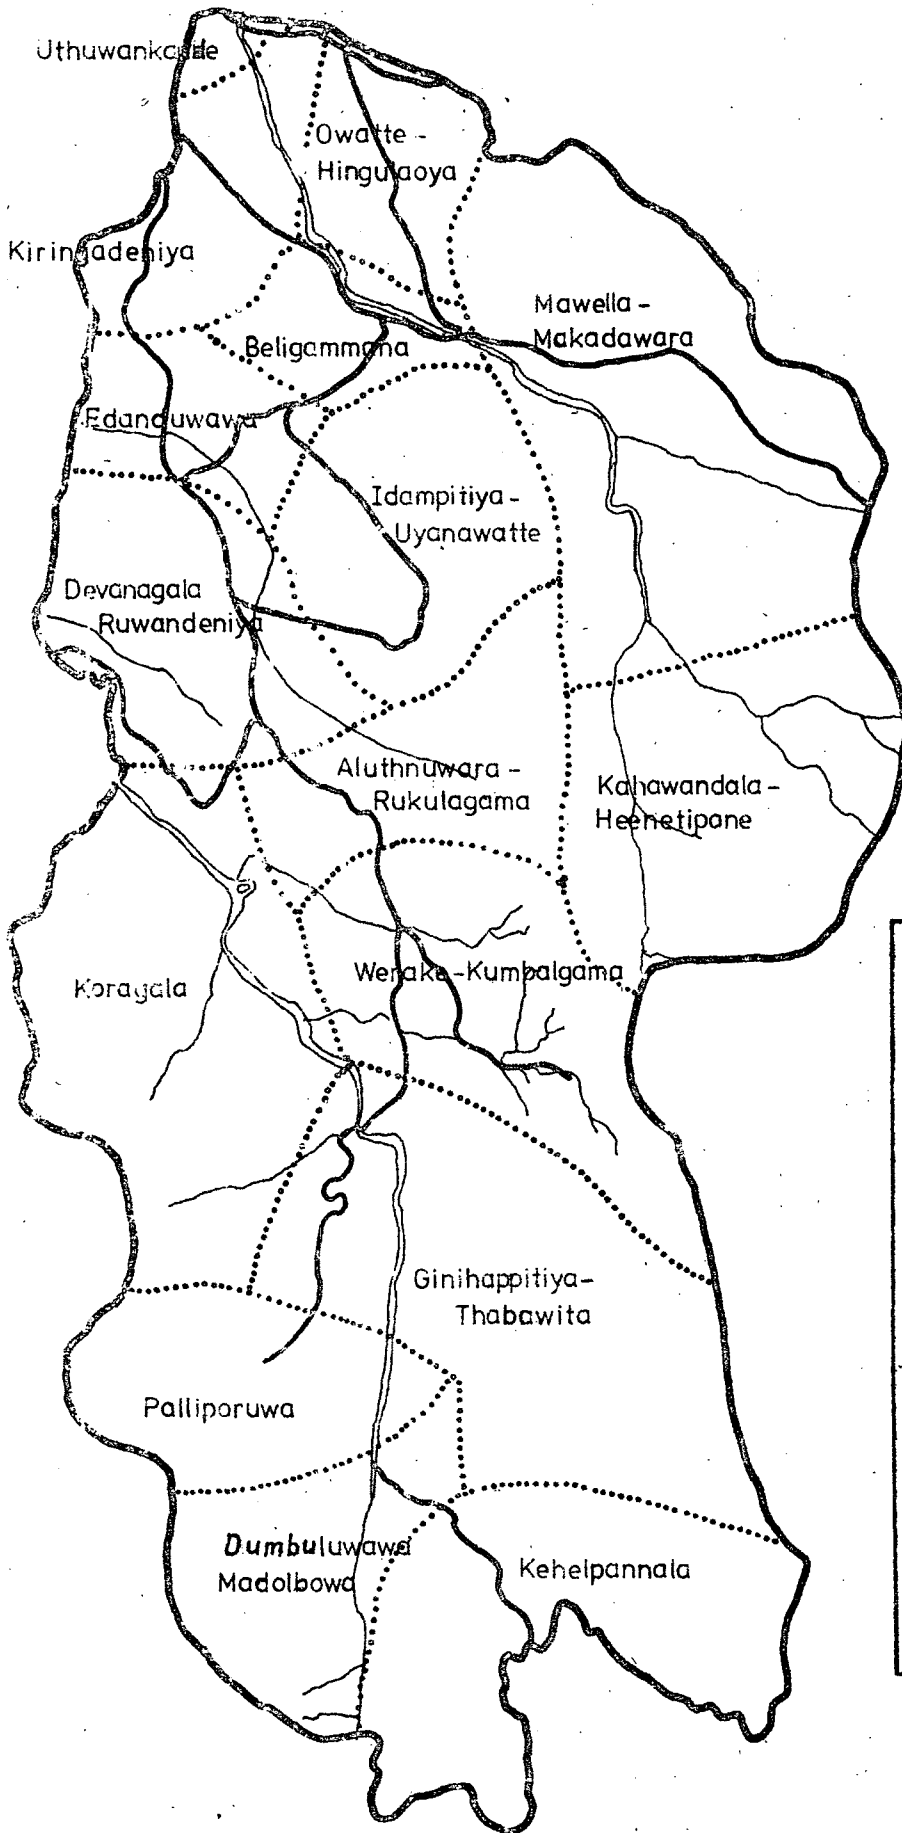 Uthuwankande
Owatte -
Hingulaoya
Kiringadeniya
Mawella -
Makadawara
Beligammana
Edanduwawa
Idampitiya -
Uyanawatte
Devanagala
Ruwandeniya
Aluthnuwara -
Rukulagama
Kahawandala -
Heenetipane
Werake - Kumbalgama
Koragala
Ginihappitiya -
Thabawita
Palliporuwa
Dumbuluwawa
Madolbowa
Kehelpannala